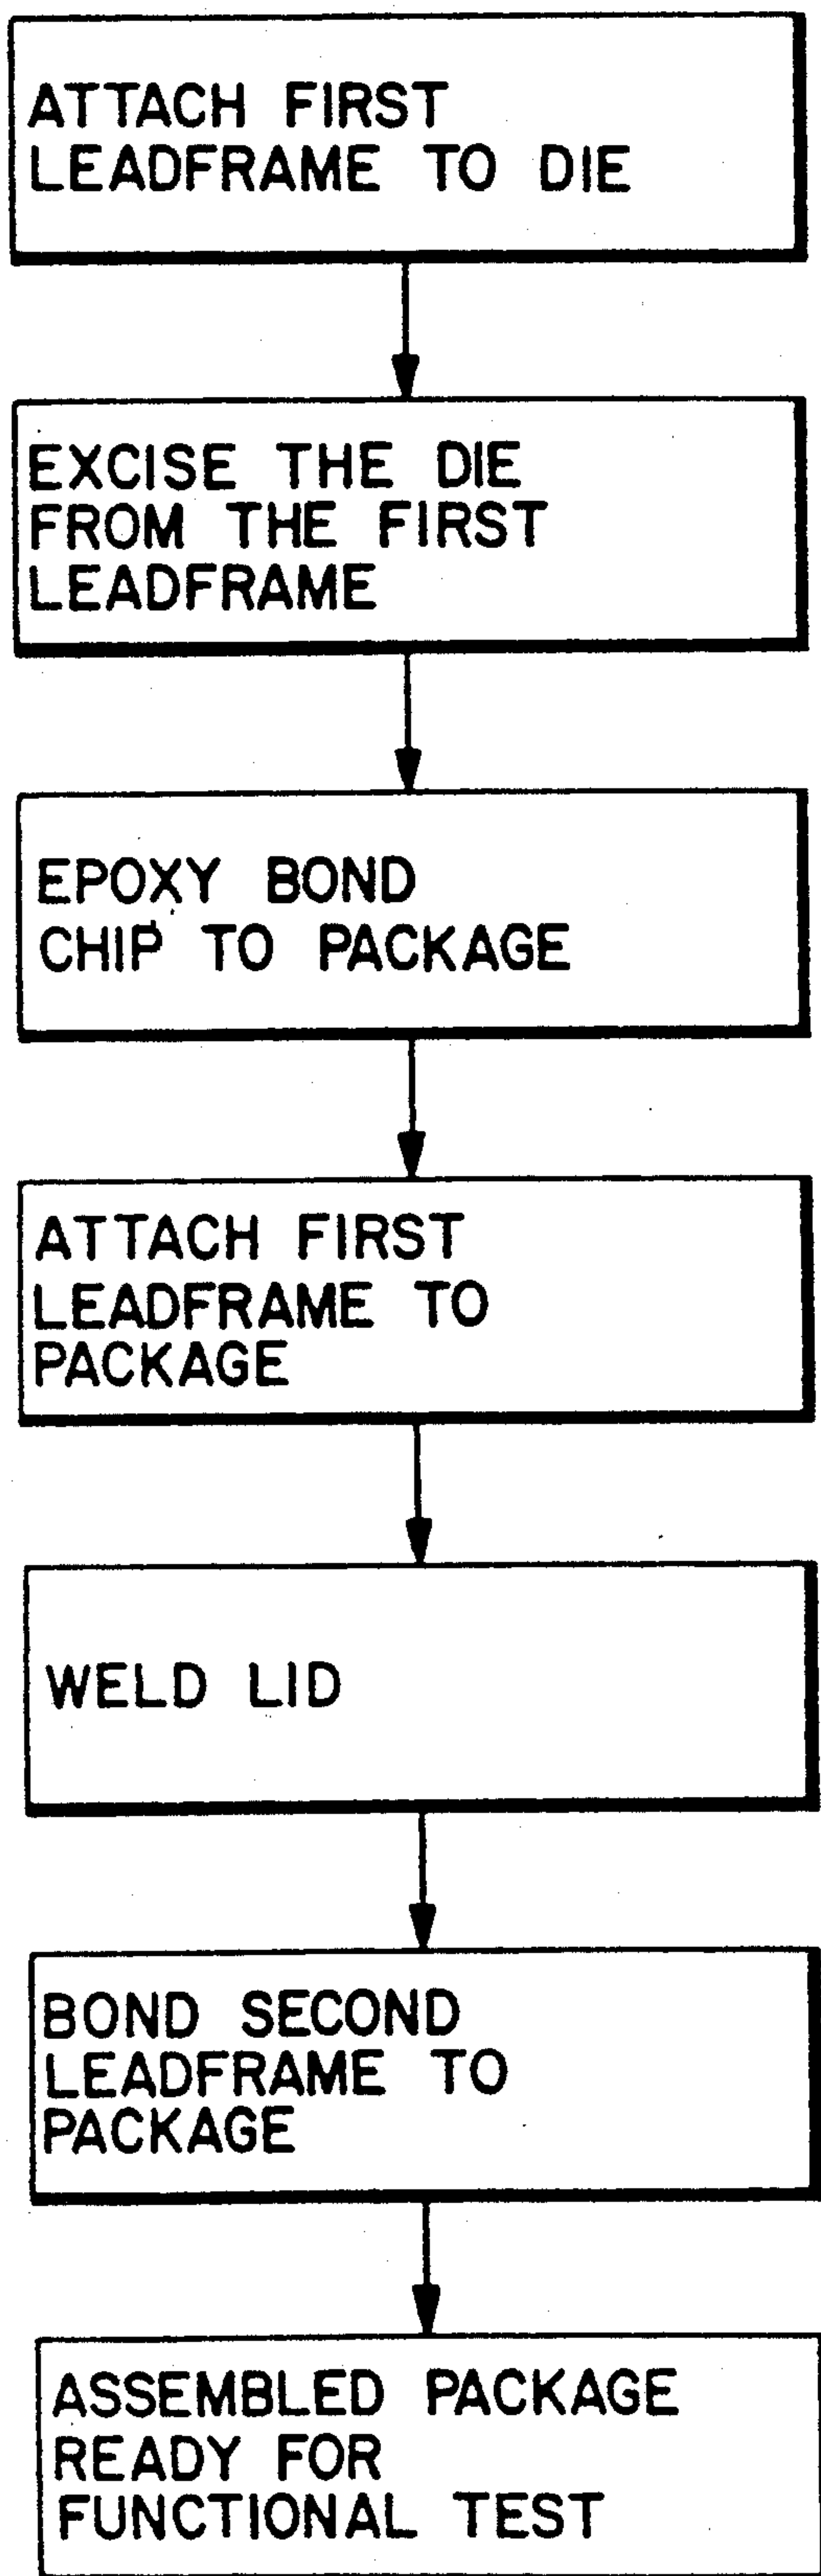 ATTACH FIRST
LEADFRAME TO DIE
EXCISE THE DIE
FROM THE FIRST
LEADFRAME
EPOXY BOND
CHIP TO PACKAGE
ATTACH FIRST
LEADFRAME TO
PACKAGE
WELD LID
BOND SECOND
LEADFRAME TO
PACKAGE
ASSEMBLED PACKAGE
READY FOR
FUNCTIONAL TEST